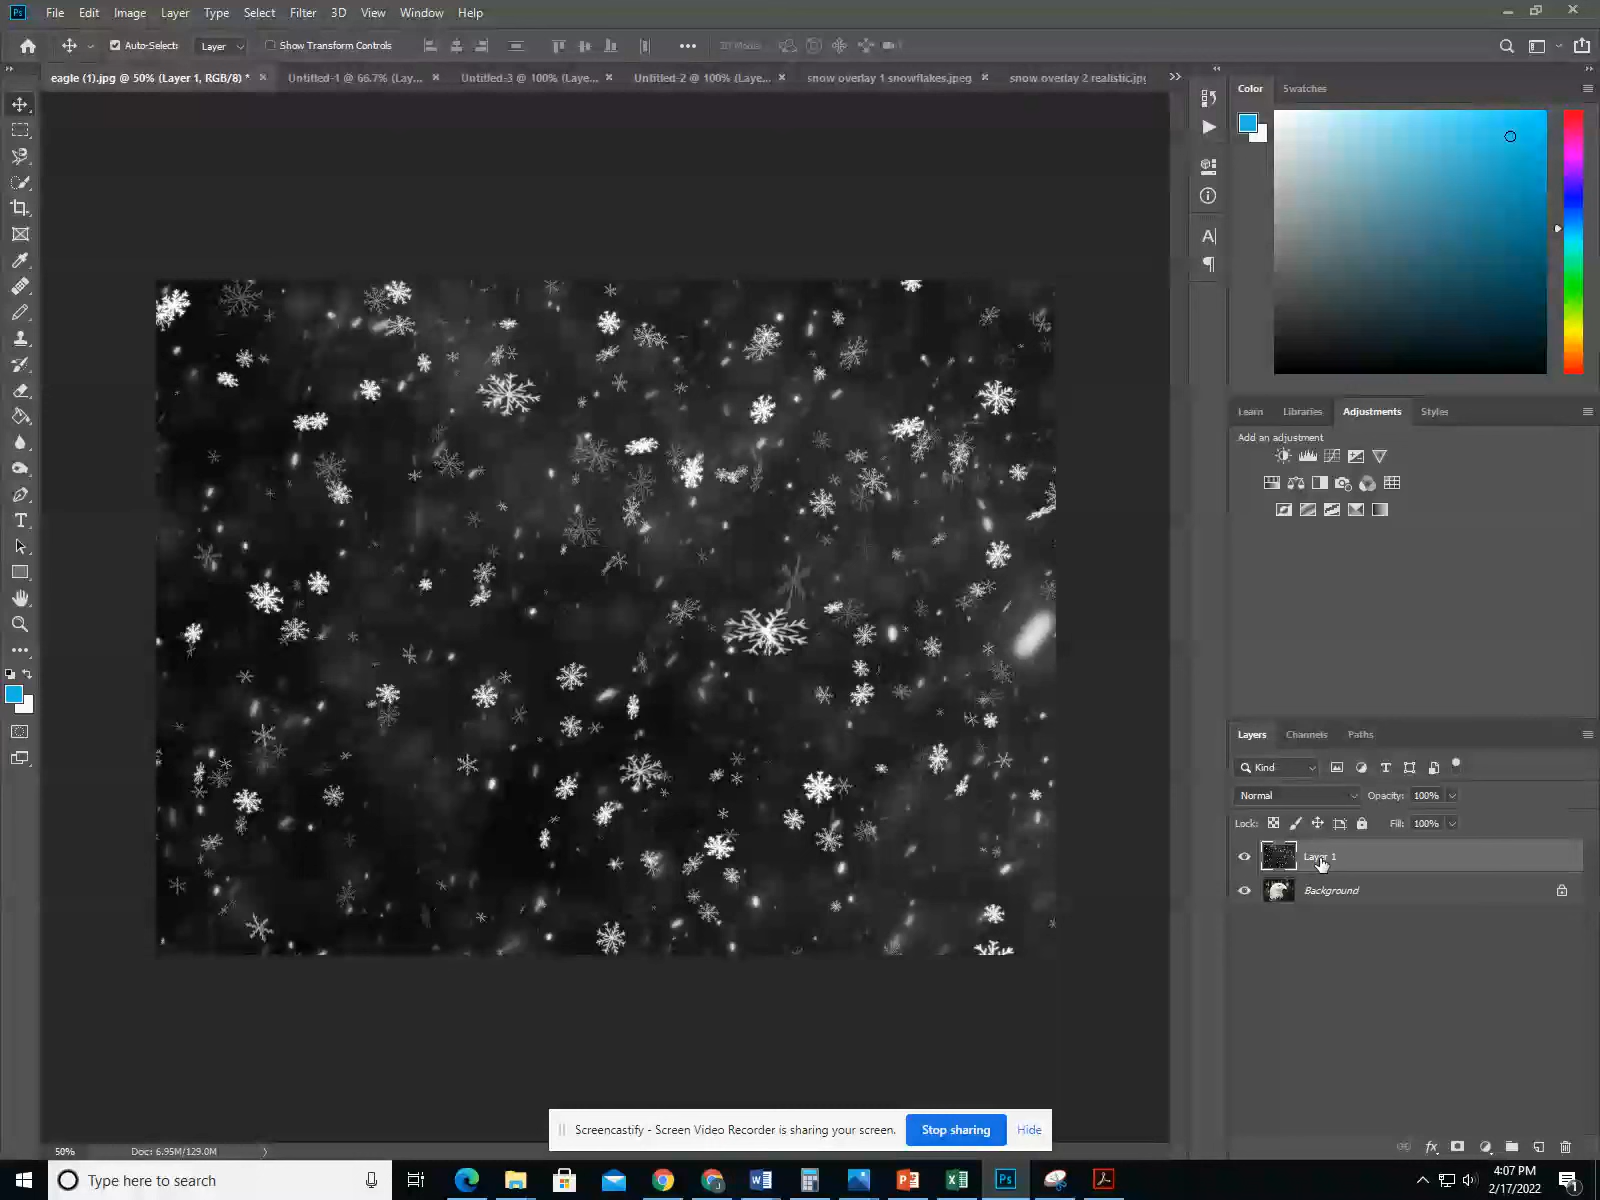 Ps File Edit Image Layer Type Select Filter 3D View Window Help
Auto-Select: Layer Show Transform Controls 3D Mode:
eagle (1).jpg @ 50% (Layer 1, RGB/8) * Untitled-1 @ 66.7% (Lay... Untitled-3 @ 100% (Laye... Untitled-2 @ 100% (Laye... snow overlay 1 snowflakes.jpeg snow overlay 2 realistic.jpg
Color Swatches
Learn Libraries Adjustments Styles
Add an adjustment
Layers Channels Paths
Kind
Normal Opacity: 100%
Lock: Fill: 100%
Layer 1
Background
Screencastify - Screen Video Recorder is sharing your screen. Stop sharing Hide
50% Doc: 6.95M/129.0M
Type here to search
4:07 PM
2/17/2022